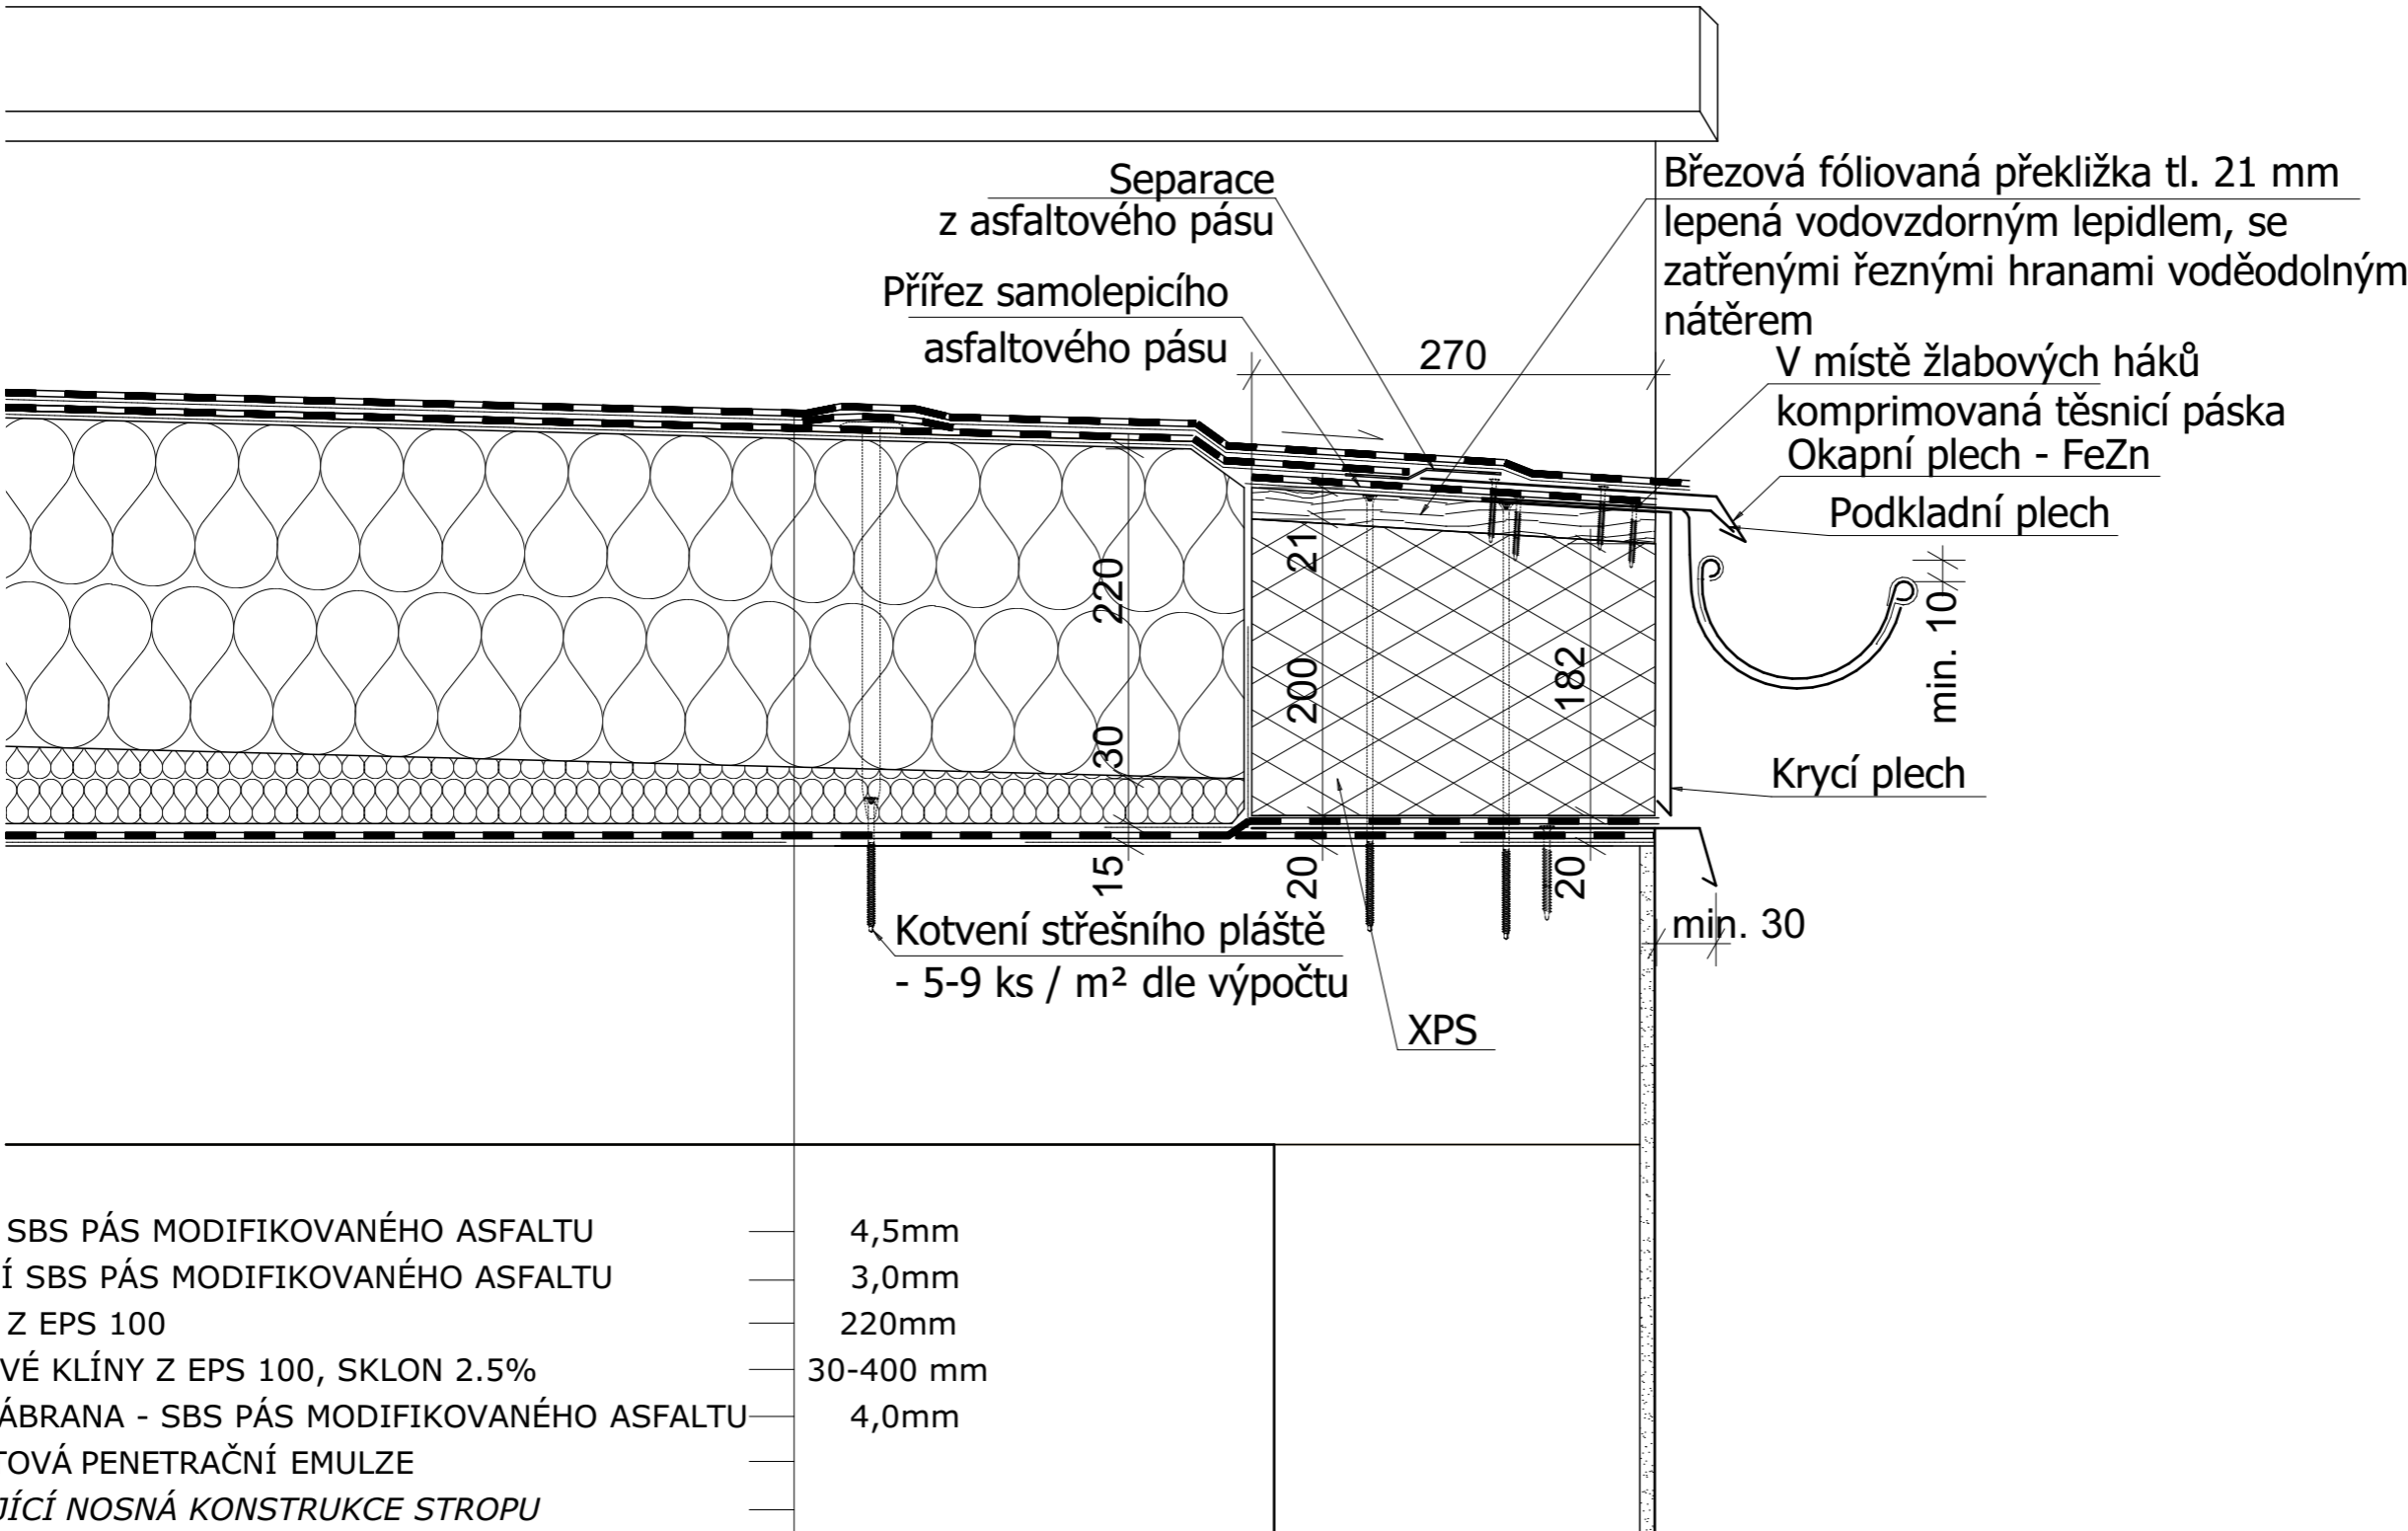 Separace
z asfaltového pásu
Přířez samolepicího
asfaltového pásu
Březová fóliovaná překližka tl. 21 mm
lepená vodovzdorným lepidlem, se
zatřenými řeznými hranami voděodolným
nátěrem
270
V místě žlabových háků
komprimovaná těsnicí páska
Okapní plech - FeZn
Podkladní plech
220
30
15
21
200
20
182
20
min. 10
Krycí plech
min. 30
Kotvení střešního pláště
- 5-9 ks / m² dle výpočtu
XPS
SBS PÁS MODIFIKOVANÉHO ASFALTU 4,5mm
Í SBS PÁS MODIFIKOVANÉHO ASFALTU 3,0mm
Z EPS 100 220mm
VÉ KLÍNY Z EPS 100, SKLON 2.5% 30-400 mm
ÁBRANA - SBS PÁS MODIFIKOVANÉHO ASFALTU 4,0mm
TOVÁ PENETRAČNÍ EMULZE
JÍCÍ NOSNÁ KONSTRUKCE STROPU